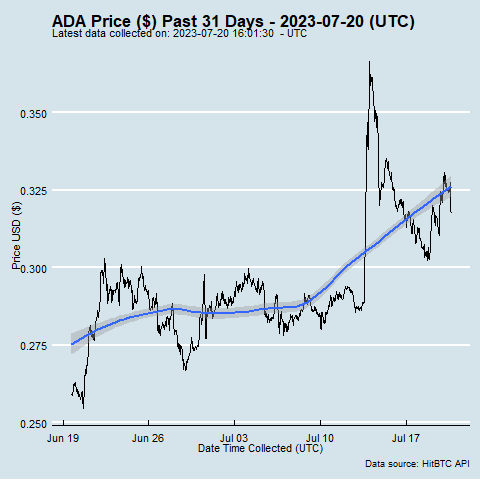 ADA Price ($) Past 31 Days - 2023-07-20 (UTC)
Latest data collected on: 2023-07-20 16:01:30  - UTC
Price USD ($)
0.350
0.325
0.300
0.275
0.250
Jun 19
Jun 26
Jul 03
Jul 10
Jul 17
Date Time Collected (UTC)
Data source: HitBTC API